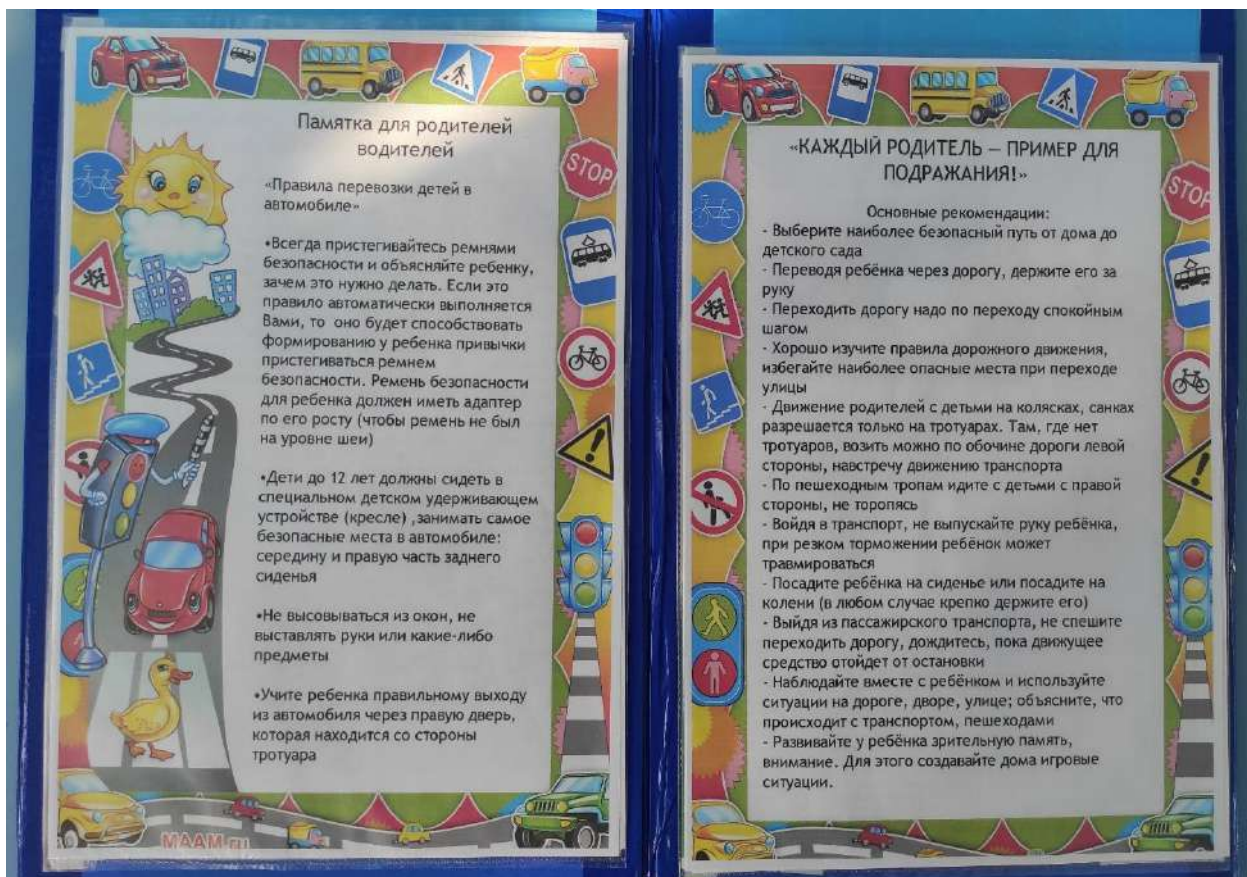 Памятка для родителей
водителей
«Правила перевозки детей в
автомобиле»
•Всегда пристегивайтесь ремнями
безопасности и объясняйте ребенку,
зачем это нужно делать. Если это
правило автоматически выполняется
Вами, то оно будет способствовать
формированию у ребенка привычки
пристегиваться ремнем
безопасности. Ремень безопасности
для ребенка должен иметь адаптер
по его росту (чтобы ремень не был
на уровне шеи)
•Дети до 12 лет должны сидеть в
специальном детском удерживающем
устройстве (кресле) ,занимать самое
безопасные места в автомобиле:
середину и правую часть заднего
сиденья
•Не высовываться из окон, не
выставлять руки или какие-либо
предметы
•Учите ребенка правильному выходу
из автомобиля через правую дверь,
которая находится со стороны
тротуара
STOP
MAAM.ru
«КАЖДЫЙ РОДИТЕЛЬ — ПРИМЕР ДЛЯ
ПОДРАЖАНИЯ!»
Основные рекомендации:
- Выберите наиболее безопасный путь от дома до
детского сада
- Переводя ребёнка через дорогу, держите его за
руку
- Переходить дорогу надо по переходу спокойным
шагом
- Хорошо изучите правила дорожного движения,
избегайте наиболее опасные места при переходе
улицы
- Движение родителей с детьми на колясках, санках
разрешается только на тротуарах. Там, где нет
тротуаров, возить можно по обочине дороги левой
стороны, навстречу движению транспорта
- По пешеходным тропам идите с детьми с правой
стороны, не торопясь
- Войдя в транспорт, не выпускайте руку ребёнка,
при резком торможении ребёнок может
травмироваться
- Посадите ребёнка на сиденье или посадите на
колени (в любом случае крепко держите его)
- Выйдя из пассажирского транспорта, не спешите
переходить дорогу, дождитесь, пока движущее
средство отойдет от остановки
- Наблюдайте вместе с ребёнком и используйте
ситуации на дороге, дворе, улице; объясните, что
происходит с транспортом, пешеходами
- Развивайте у ребёнка зрительную память,
внимание. Для этого создавайте дома игровые
ситуации.
STOP